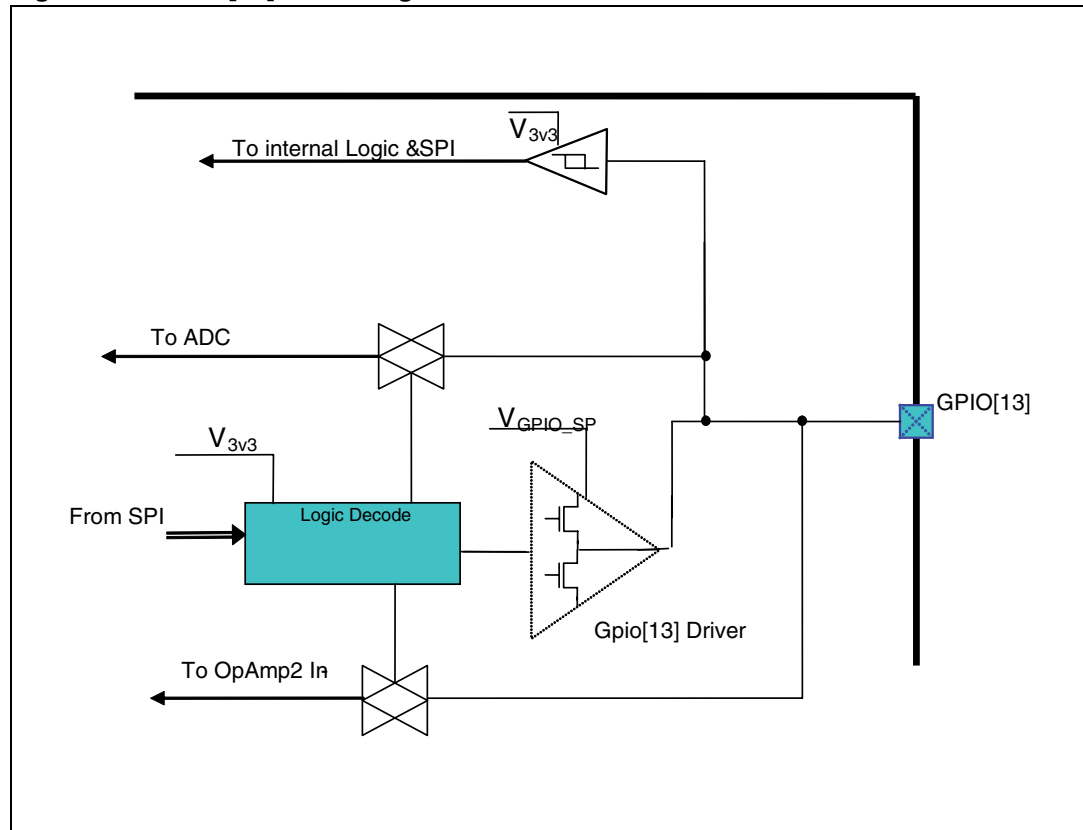 V3v3
To internal Logic &SPI
To ADC
GPIO[13]
VGPIO_SP
V3v3
From SPI
Logic Decode
Gpio[13] Driver
To OpAmp2 In-